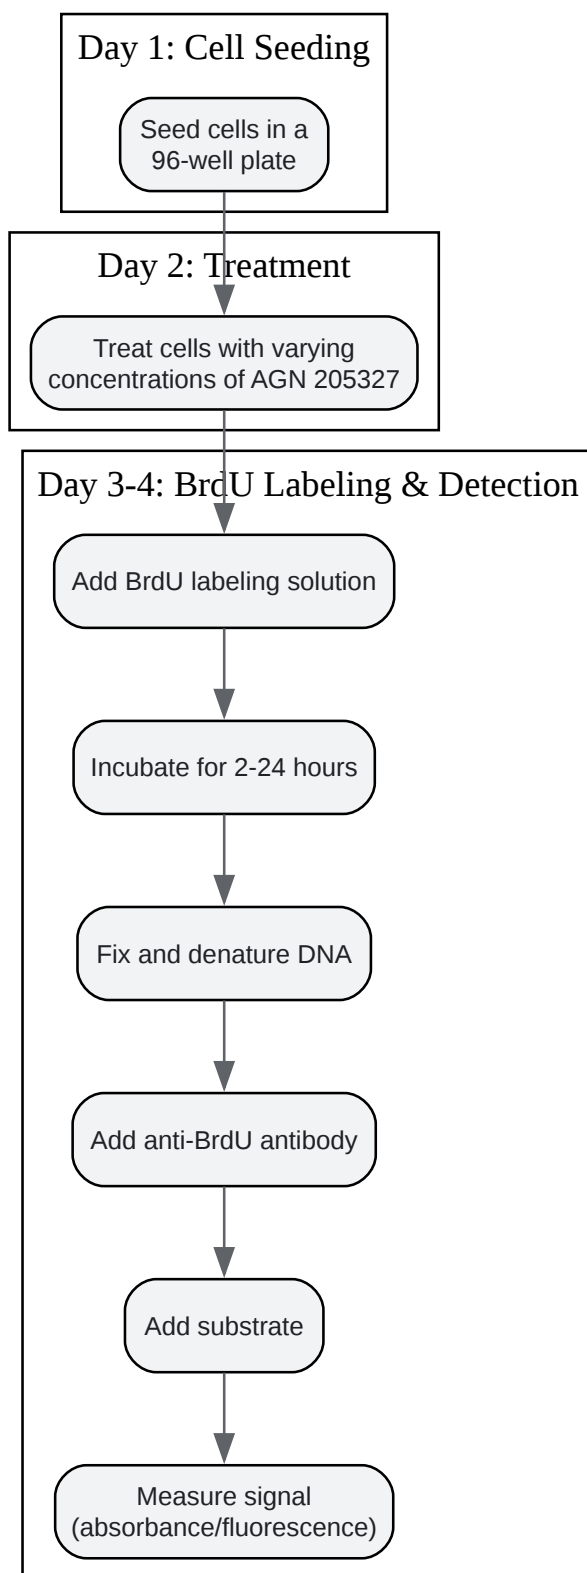 Day 1: Cell Seeding
Seed cells in a
96-well plate
Day 2: Treatment
Treat cells with varying
concentrations of AGN 205327
Day 3-4: BrdU Labeling & Detection
Add BrdU labeling solution
Incubate for 2-24 hours
Fix and denature DNA
Add anti-BrdU antibody
Add substrate
Measure signal
(absorbance/fluorescence)